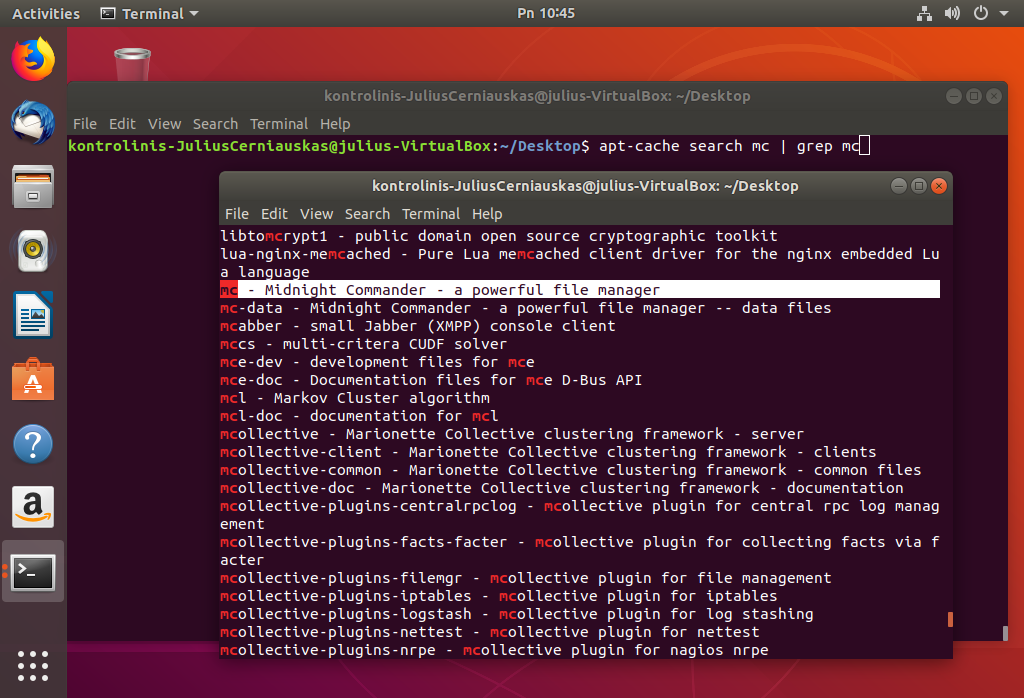 Activities
Terminal
Pn 10:45
kontrolinis-JuliusCerniauskas@julius-VirtualBox: ~/Desktop
File Edit View Search Terminal Help
kontrolinis-JuliusCerniauskas@julius-VirtualBox:~/Desktop$ apt-cache search mc | grep mc
kontrolinis-JuliusCerniauskas@julius-VirtualBox: ~/Desktop
File Edit View Search Terminal Help
libtomcrypt1 - public domain open source cryptographic toolkit
lua-nginx-memcached - Pure Lua memcached client driver for the nginx embedded Lu
a language
mc - Midnight Commander - a powerful file manager
mc-data - Midnight Commander - a powerful file manager -- data files
mcabber - small Jabber (XMPP) console client
mccs - multi-critera CUDF solver
mce-dev - development files for mce
mce-doc - Documentation files for mce D-Bus API
mcl - Markov Cluster algorithm
mcl-doc - documentation for mcl
mcollective - Marionette Collective clustering framework - server
mcollective-client - Marionette Collective clustering framework - clients
mcollective-common - Marionette Collective clustering framework - common files
mcollective-doc - Marionette Collective clustering framework - documentation
mcollective-plugins-centralrpclog - mcollective plugin for central rpc log manag
ement
mcollective-plugins-facts-facter - mcollective plugin for collecting facts via f
acter
mcollective-plugins-filemgr - mcollective plugin for file management
mcollective-plugins-iptables - mcollective plugin for iptables
mcollective-plugins-logstash - mcollective plugin for log stashing
mcollective-plugins-nettest - mcollective plugin for nettest
mcollective-plugins-nrpe - mcollective plugin for nagios nrpe